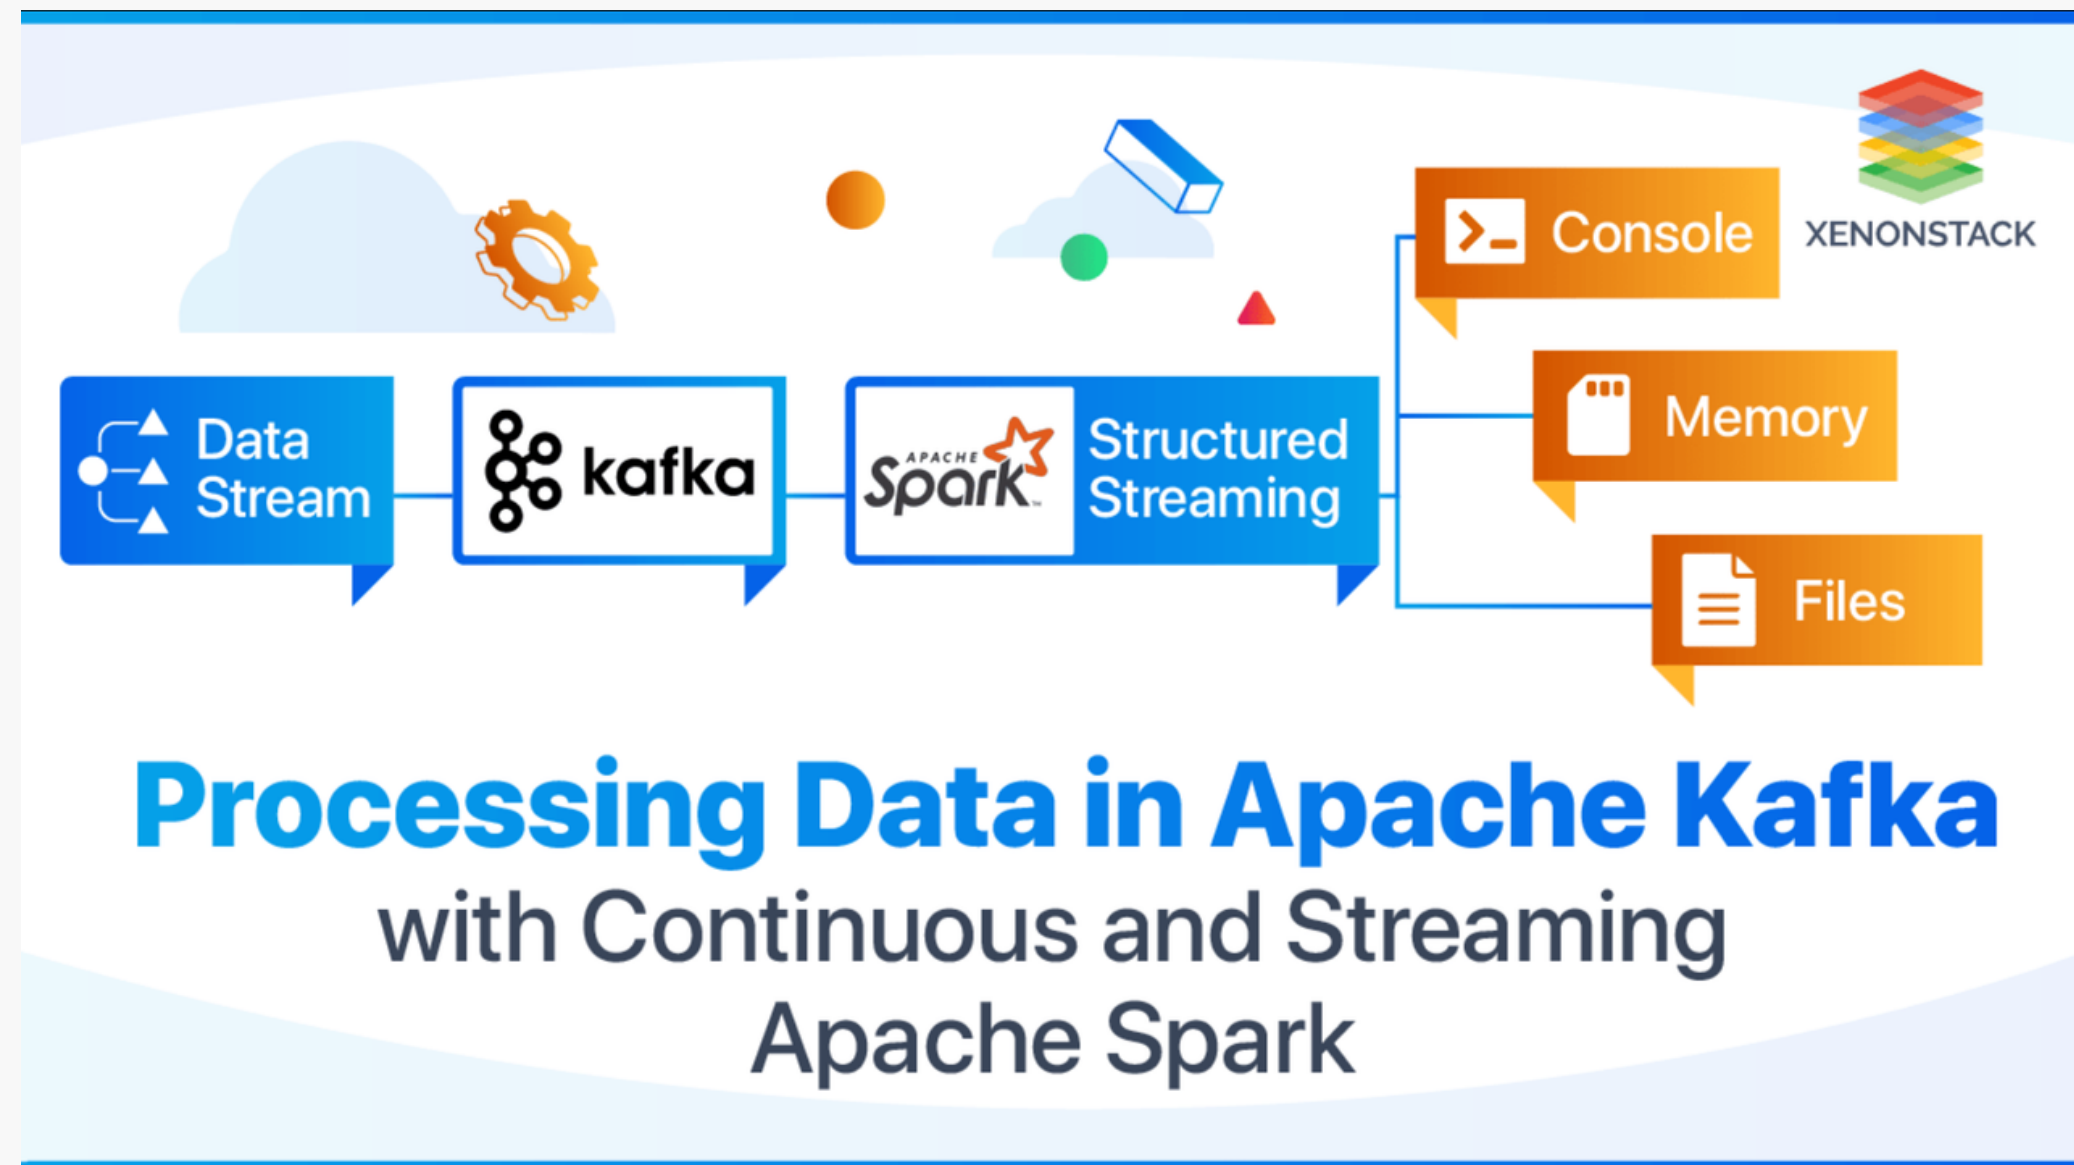 XENONSTACK
Console
Memory
Files
Data
Stream
kafka
APACHE
Spark™
Structured
Streaming
Processing Data in Apache Kafka
with Continuous and Streaming
Apache Spark